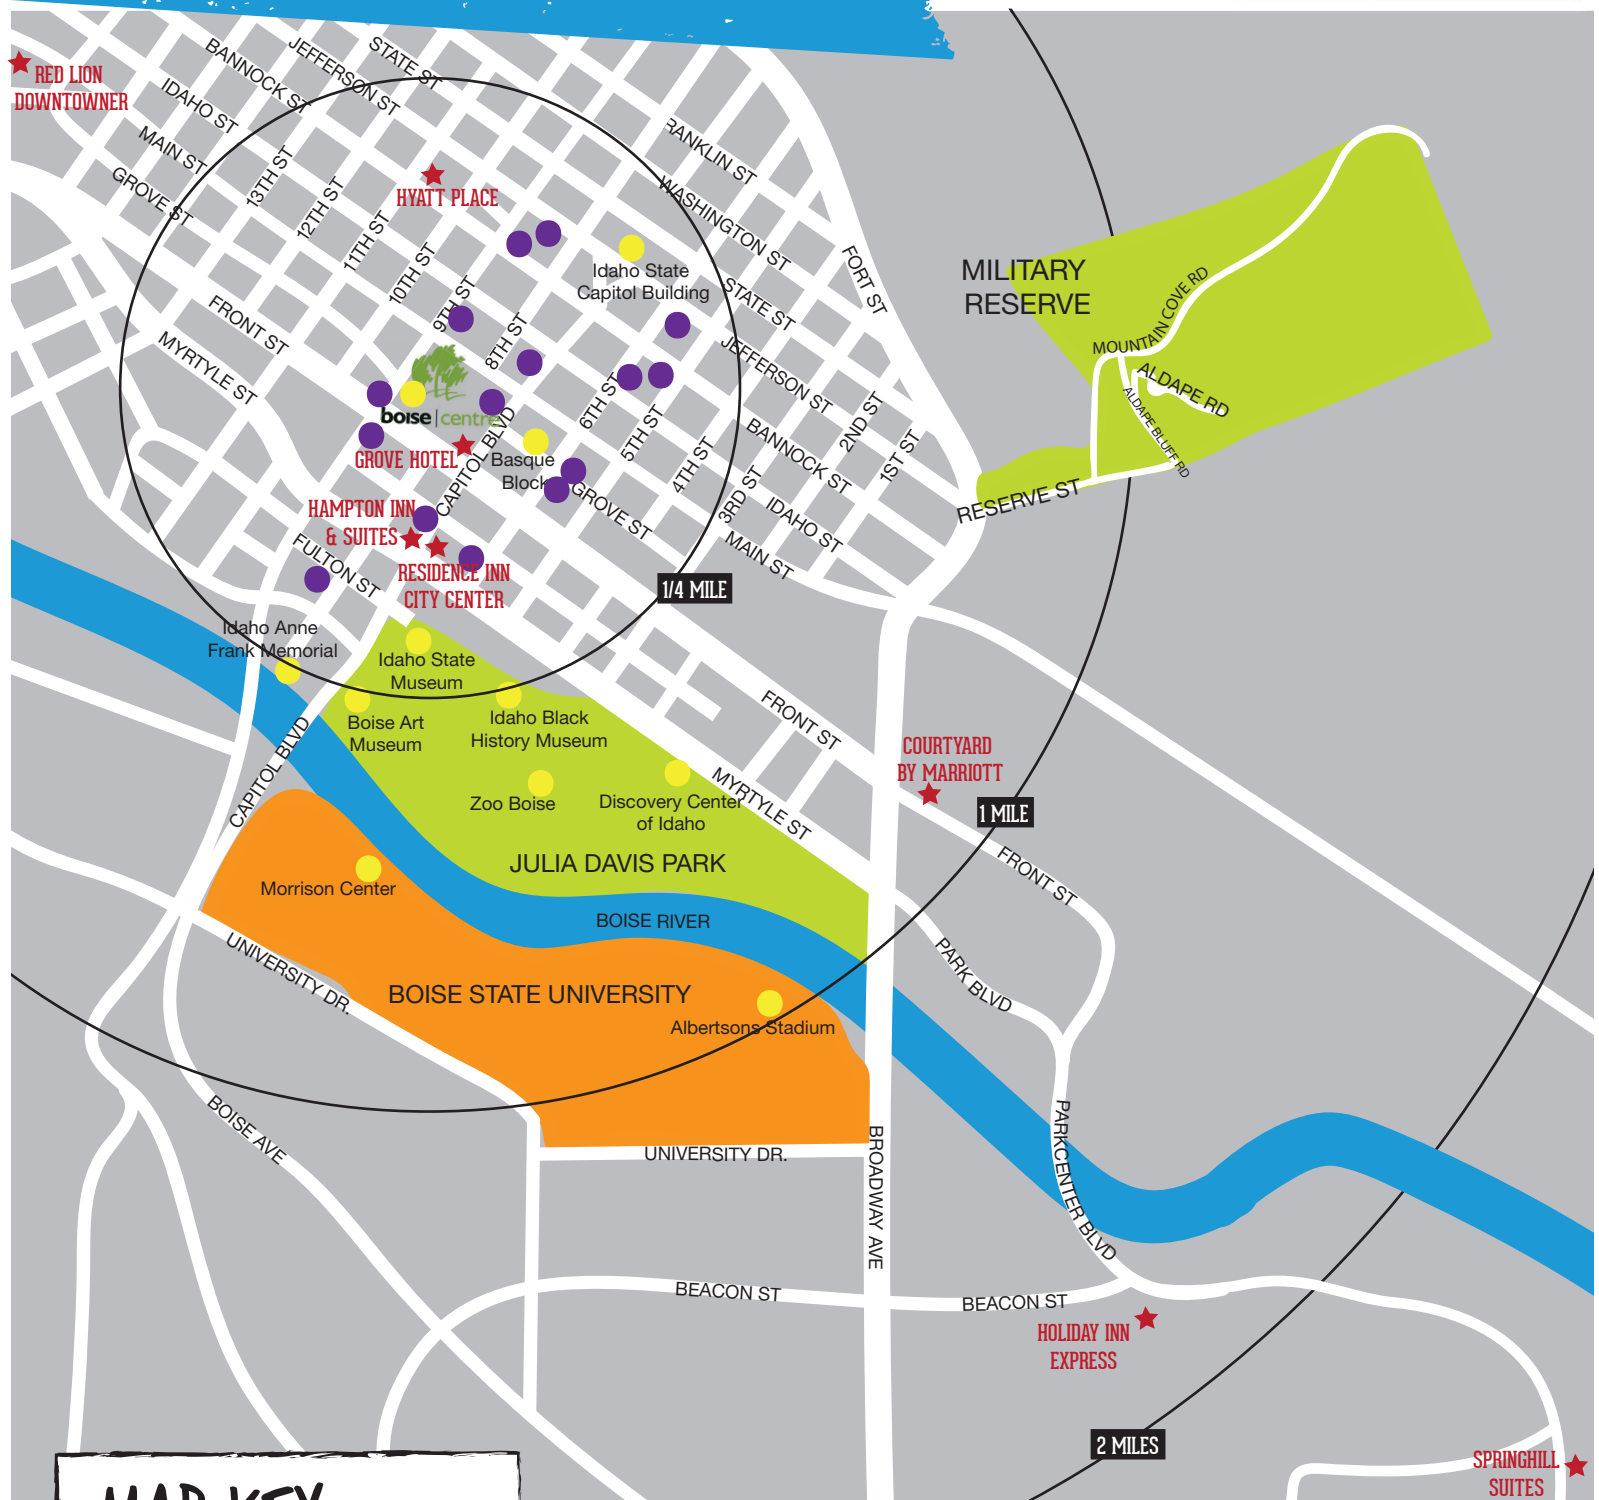 STATE ST
JEFFERSON ST
BANNOCK ST
IDAHO ST
MAIN ST
GROVE ST
RED LION
DOWNTOWNER
13TH ST
12TH ST
11TH ST
10TH ST
9TH ST
8TH ST
HYATT PLACE
RANKLIN ST
WASHINGTON ST
STATE ST
JEFFERSON ST
BANNOCK ST
IDAHO ST
MAIN ST
FORT ST
Idaho State
Capitol Building
MILITARY
RESERVE
MOUNTAIN COVE RD
ALDAPE RD
ALDAPE BLUFF RD
RESERVE ST
FRONT ST
MYRTYLE ST
boise|centre
GROVE HOTEL
CAPITOL BLVD
Basque
Block
GROVE ST
6TH ST
5TH ST
4TH ST
3RD ST
2ND ST
1ST ST
HAMPTON INN
& SUITES
FULTON ST
RESIDENCE INN
CITY CENTER
1/4 MILE
Idaho Anne
Frank Memorial
Idaho State
Museum
Boise Art
Museum
Idaho Black
History Museum
Zoo Boise
Discovery Center
of Idaho
JULIA DAVIS PARK
CAPITOL BLVD
FRONT ST
MYRTYLE ST
COURTYARD
BY MARRIOTT
1 MILE
FRONT ST
Morrison Center
BOISE RIVER
UNIVERSITY DR.
BOISE STATE UNIVERSITY
Albertsons Stadium
PARK BLVD
BOISE AVE
UNIVERSITY DR.
BROADWAY AVE
PARKCENTER BLVD
BEACON ST
BEACON ST
HOLIDAY INN
EXPRESS
2 MILES
SPRINGHILL
SUITES
MAP KEY